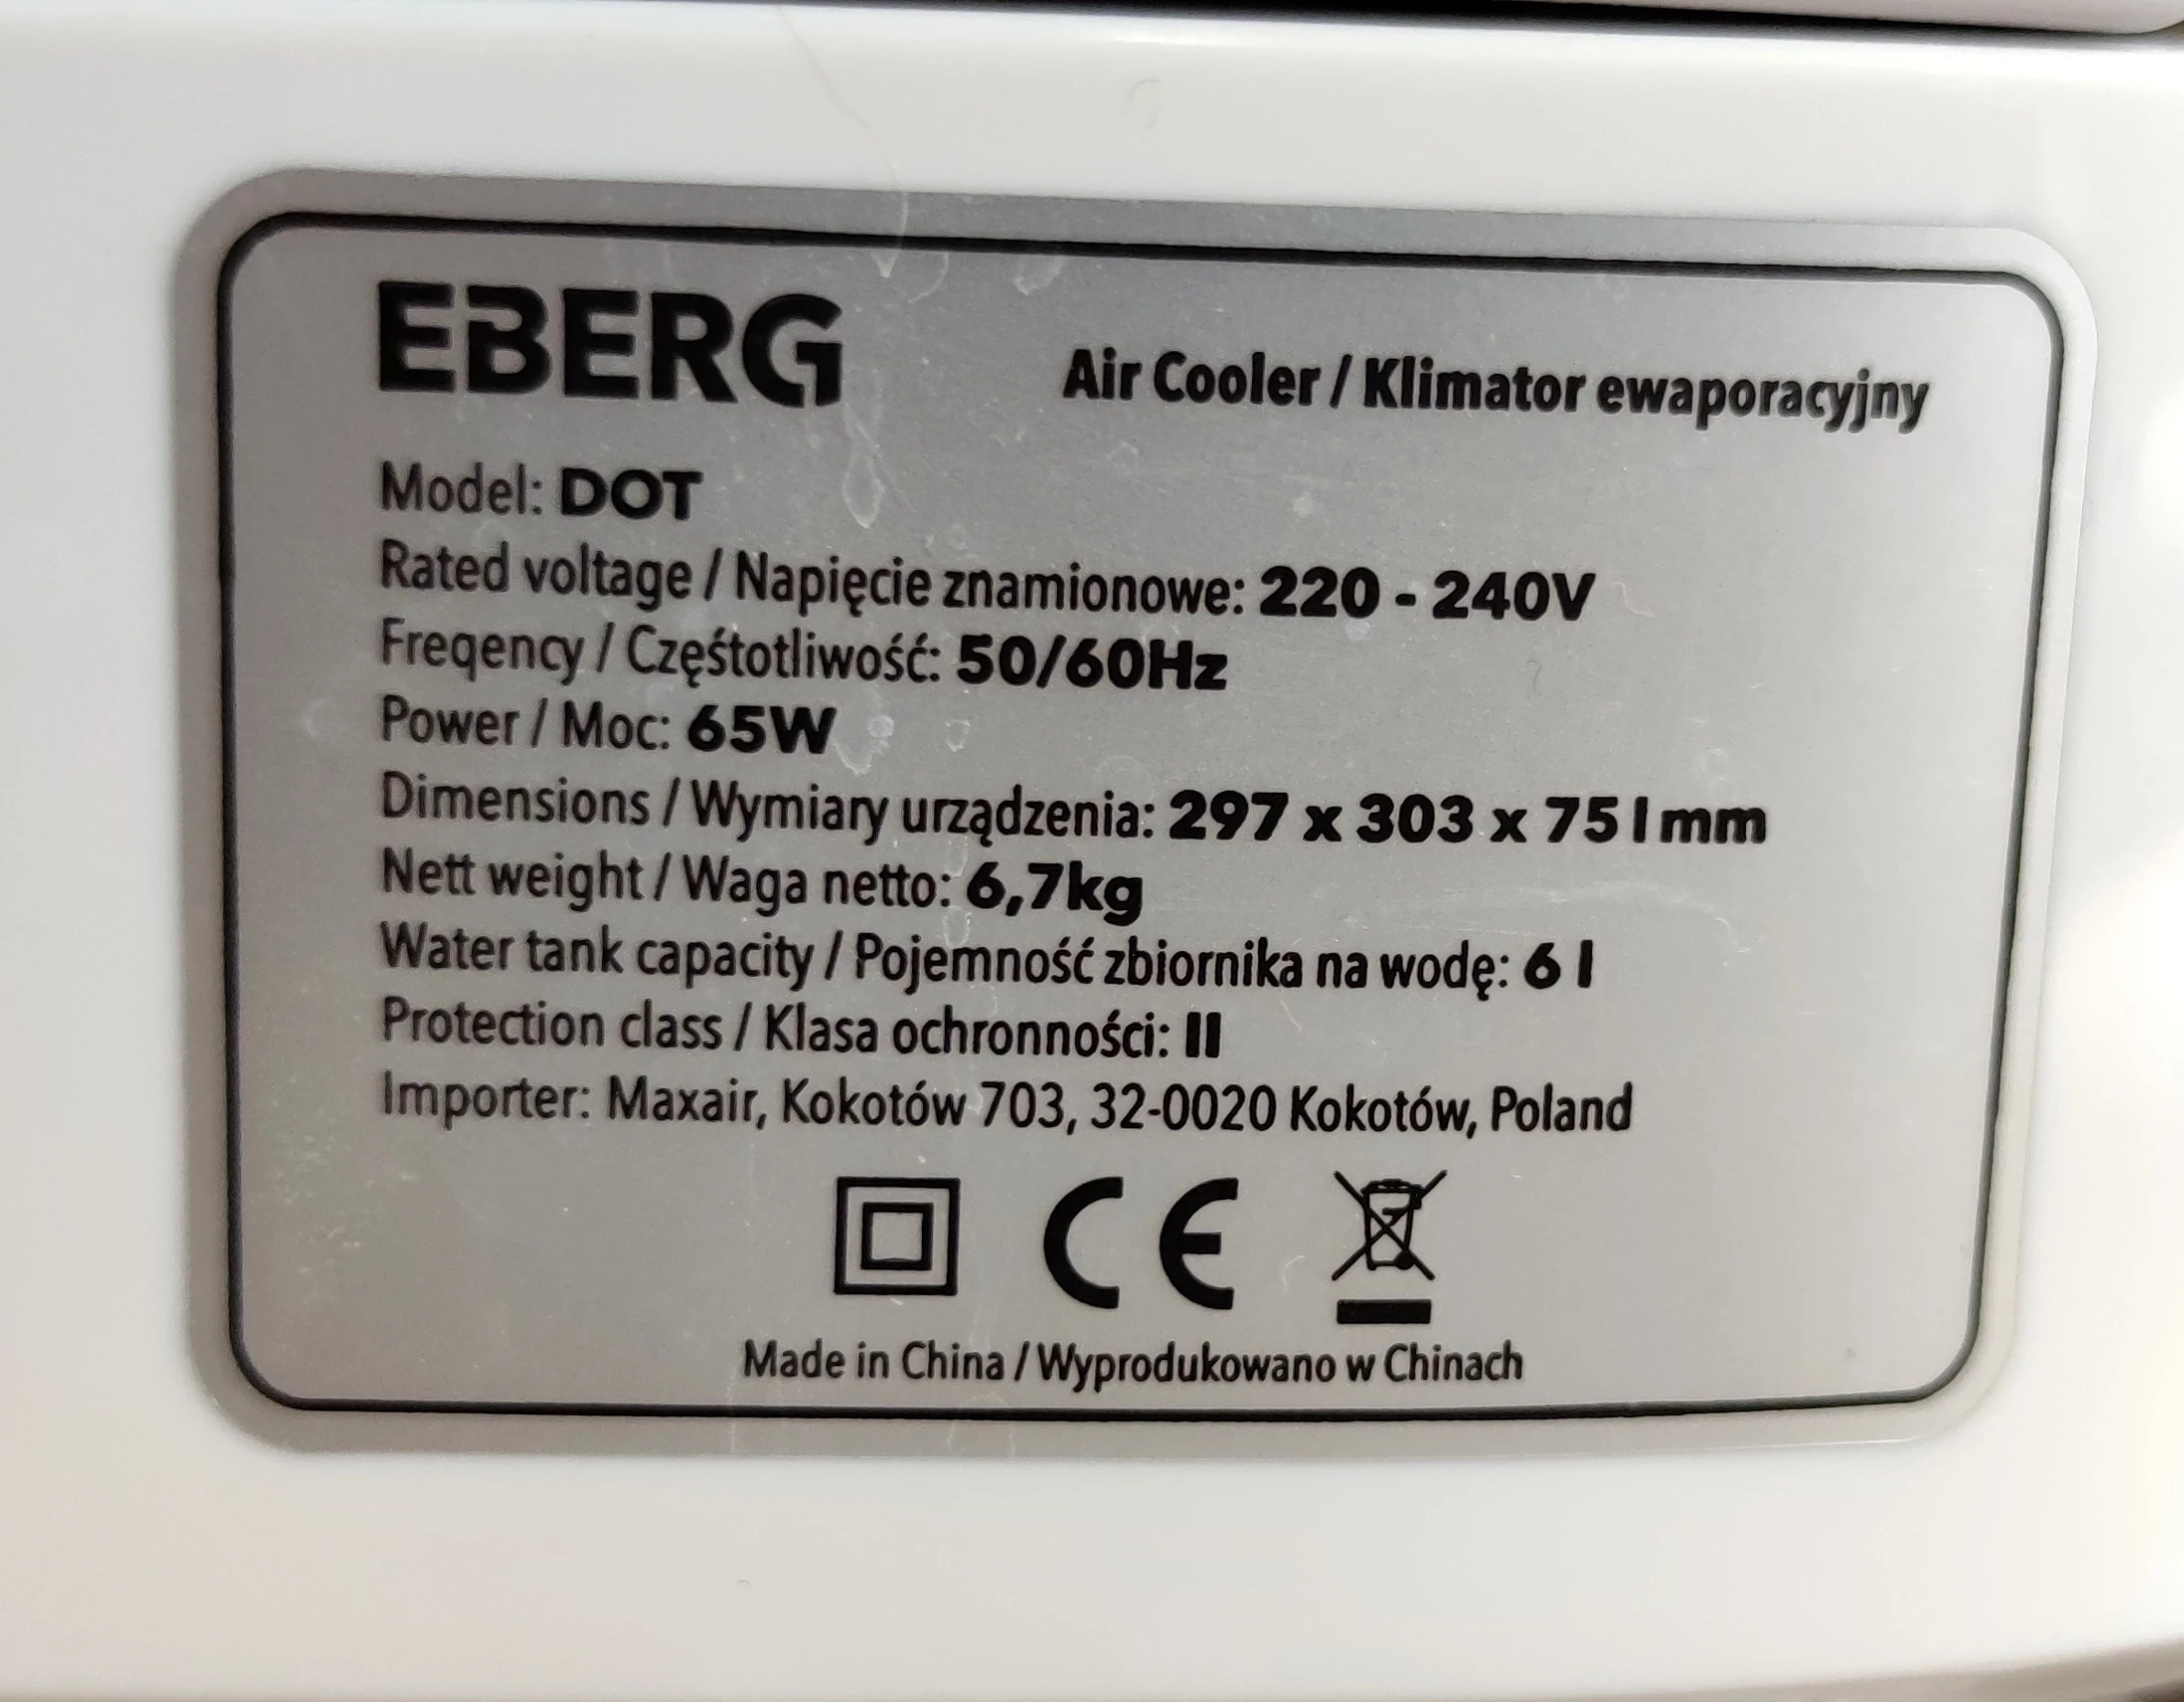 EBERG
Air Cooler / Klimator ewaporacyjny
Model: DOT
Rated voltage / Napięcie znamionowe: 220 - 240V
Freqency / Częśtotliwość: 50/60Hz
Power / Moc: 65W
Dimensions / Wymiary urządzenia: 297 x 303 x 751mm
Nett weight / Waga netto: 6,7kg
Water tank capacity / Pojemność zbiornika na wodę: 6 l
Protection class / Klasa ochronności: II
Importer: Maxair, Kokotów 703, 32-0020 Kokotów, Poland
CE
Made in China / Wyprodukowano w Chinach